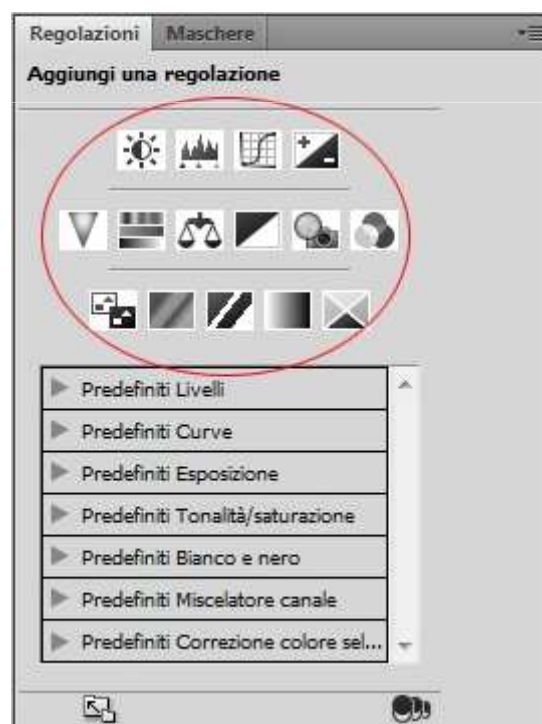 Regolazioni Maschere
Aggiungi una regolazione
Predefiniti Livelli
Predefiniti Curve
Predefiniti Esposizione
Predefiniti Tonalità/saturazione
Predefiniti Bianco e nero
Predefiniti Miscelatore canale
Predefiniti Correzione colore sel...